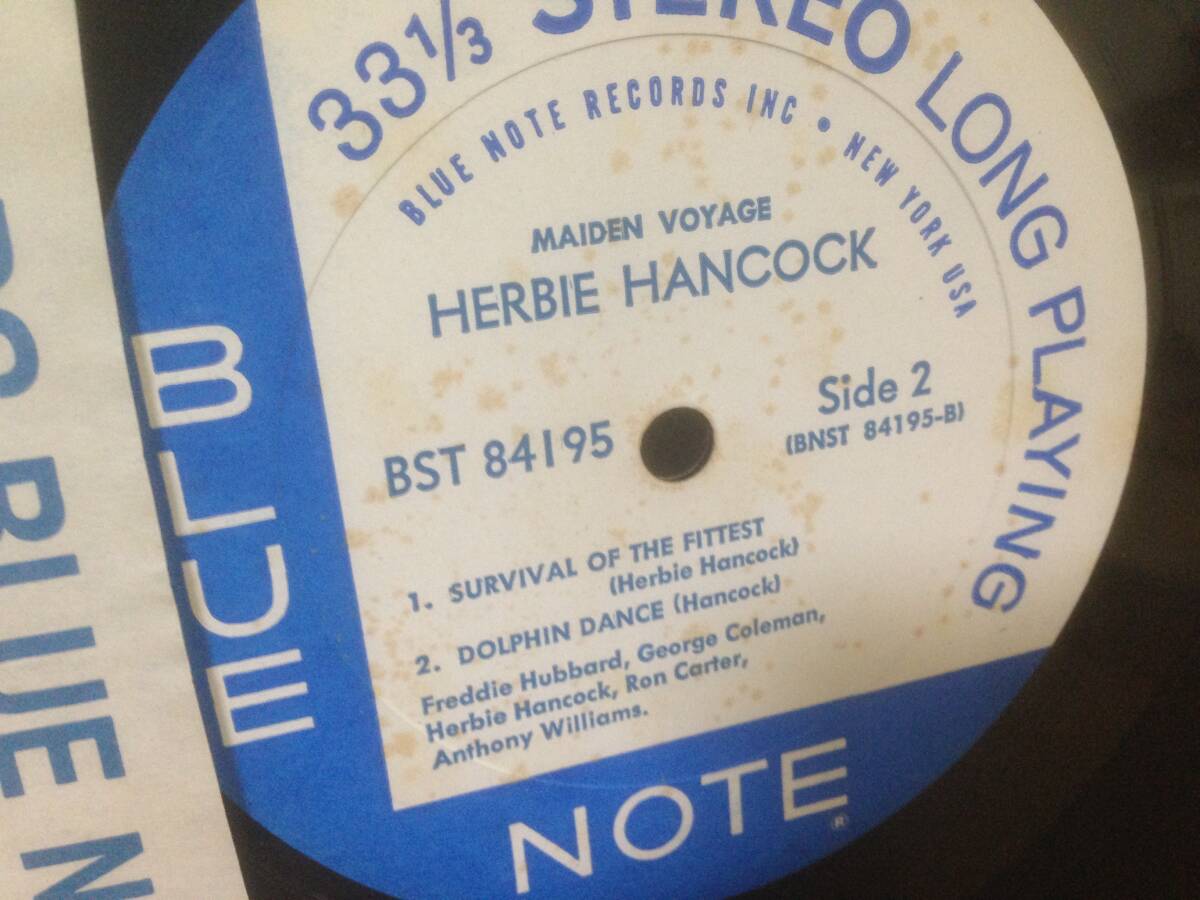 33⅓ STEREO LONG PLAYING
BLUE NOTE RECORDS INC • NEW YORK USA
MAIDEN VOYAGE
HERBIE HANCOCK
BST 84195
Side 2
(BNST 84195-B)
1. SURVIVAL OF THE FITTEST
(Herbie Hancock)
2. DOLPHIN DANCE (Hancock)
Freddie Hubbard, George Coleman,
Herbie Hancock, Ron Carter,
Anthony Williams.
BLUE
NOTE ®
BLUE N